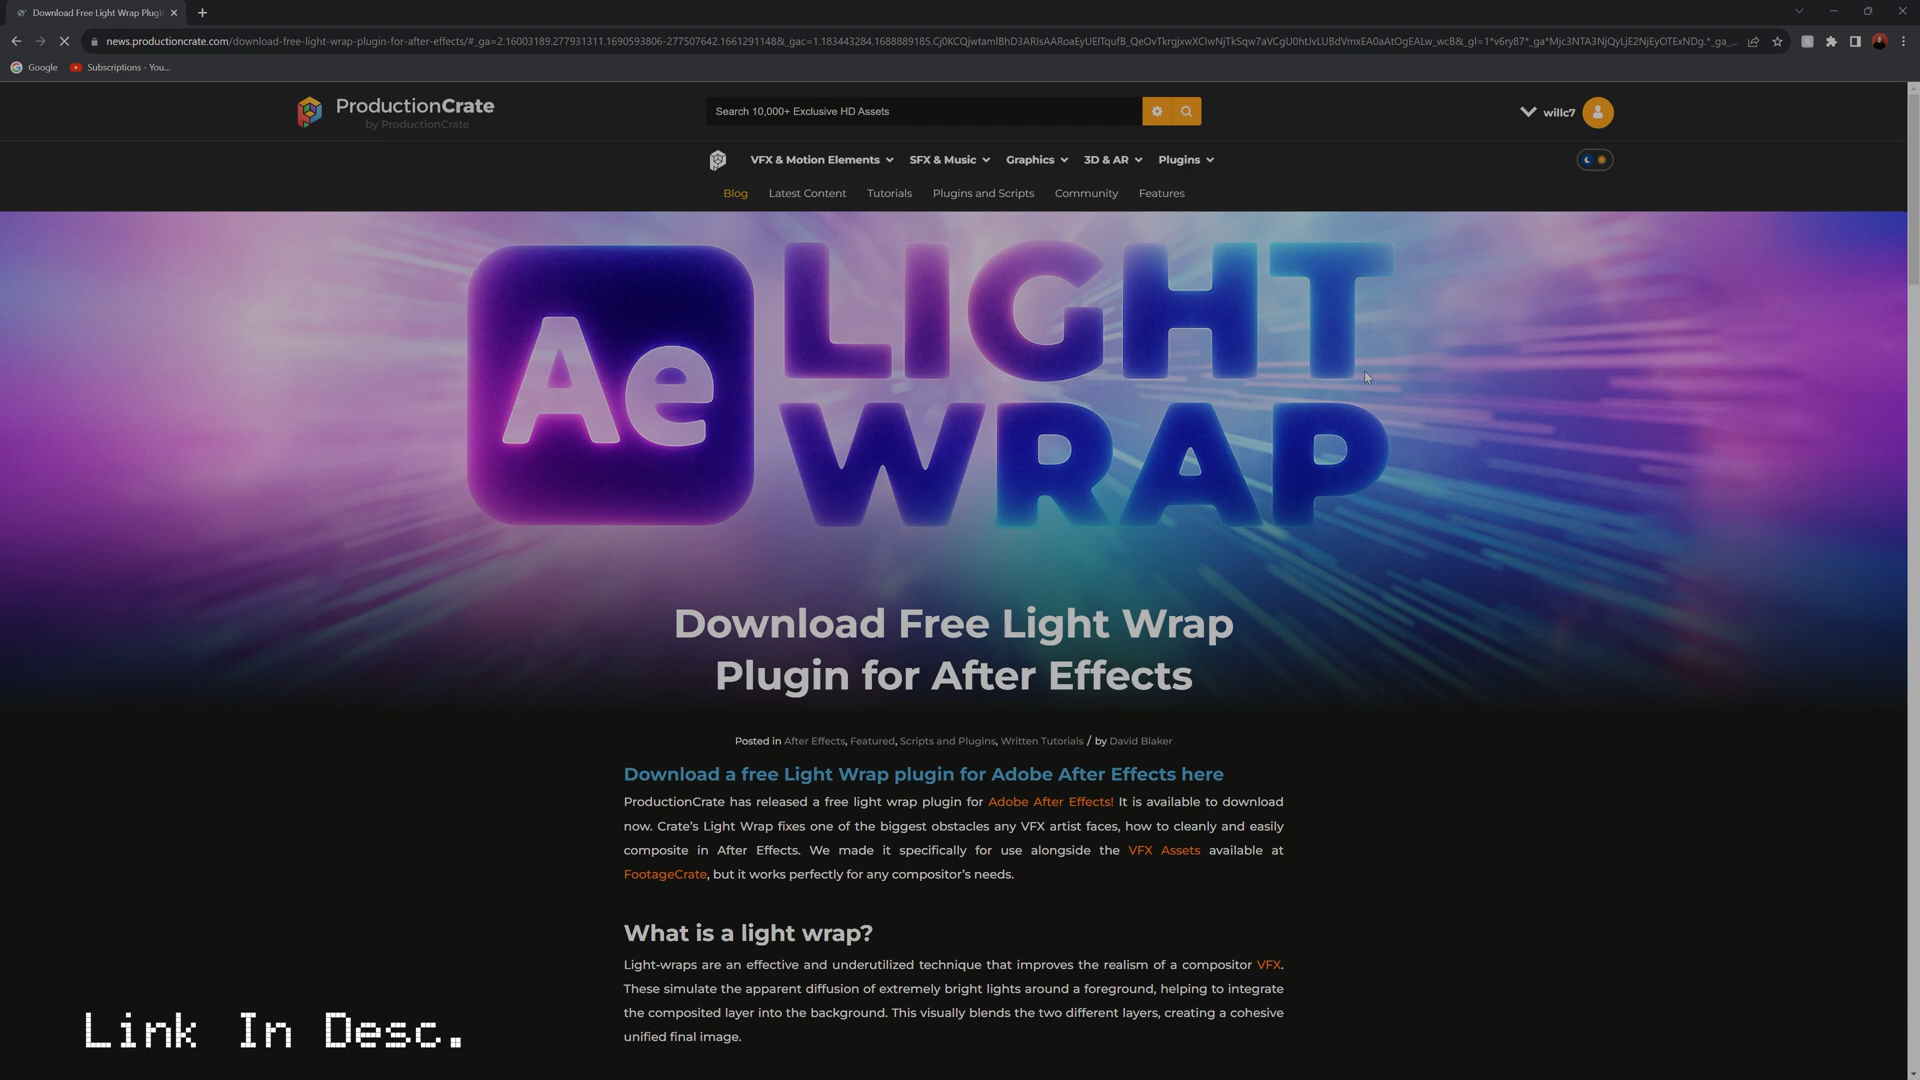 Download Free Light Wrap Plugi
news.productioncrate.com/download-free-light-wrap-plugin-for-after-effects/#_ga=2.16003189.277931311.1690593806-277507642.1661291148&_gac=1.183443284.1688889185.
Google
Subscriptions - You...
ProductionCrate
by ProductionCrate
Search 10,000+ Exclusive HD Assets
willc7
VFX & Motion Elements
SFX & Music
Graphics
3D & AR
Plugins
Blog
Latest Content
Tutorials
Plugins and Scripts
Community
Features
Ae
LIGHT
WRAP
Download Free Light Wrap
Plugin for After Effects
Posted in After Effects, Featured, Scripts and Plugins, Written Tutorials / by David Blaker
Download a free Light Wrap plugin for Adobe After Effects here
ProductionCrate has released a free light wrap plugin for Adobe After Effects! It is available to download
now. Crate's Light Wrap fixes one of the biggest obstacles any VFX artist faces, how to cleanly and easily
composite in After Effects. We made it specifically for use alongside the VFX Assets available at
FootageCrate, but it works perfectly for any compositor's needs.
What is a light wrap?
Light-wraps are an effective and underutilized technique that improves the realism of a compositor VFX.
These simulate the apparent diffusion of extremely bright lights around a foreground, helping to integrate
the composited layer into the background. This visually blends the two different layers, creating a cohesive
unified final image.
Link In Desc.